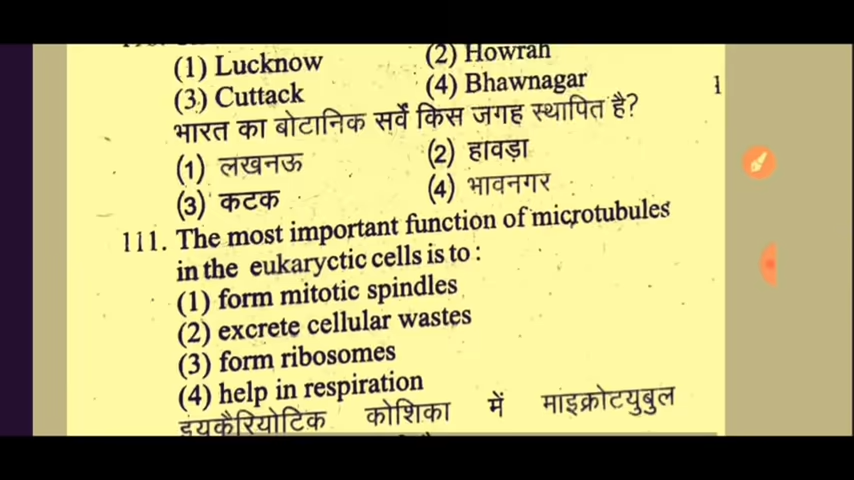 (1) Lucknow (2) Howrah
(3) Cuttack (4) Bhawnagar
1
भारत का बोटानिक सर्वे किस जगह स्थापित है?
(1) लखनऊ (2) हावड़ा
(3) कटक (4) भावनगर
111. The most important function of microtubules
in the eukaryctic cells is to :
(1) form mitotic spindles
(2) excrete cellular wastes
(3) form ribosomes
(4) help in respiration
इयूकैरियोटिक कोशिका में माइक्रोटयुबुल